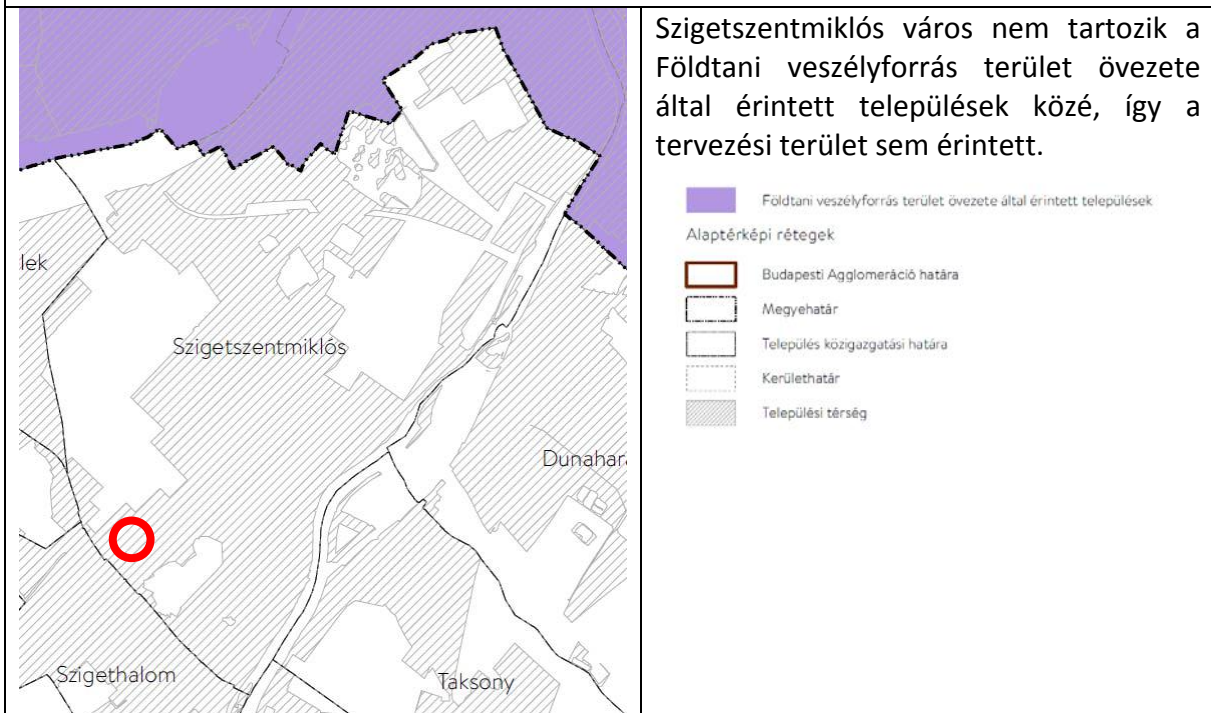 Szigetszentmiklós város nem tartozik a
Földtani veszélyforrás terület övezete
által érintett települések közé, így a
tervezési terület sem érintett.
Földtani veszélyforrás terület övezete által érintett települések
Alaptérképi rétegek
Budapesti Agglomeráció határa
Megyehatár
Település közigazgatási határa
Kerülethatár
Települési térség
lek
Szigetszentmiklós
Dunahar
Szigethalom
Taksony